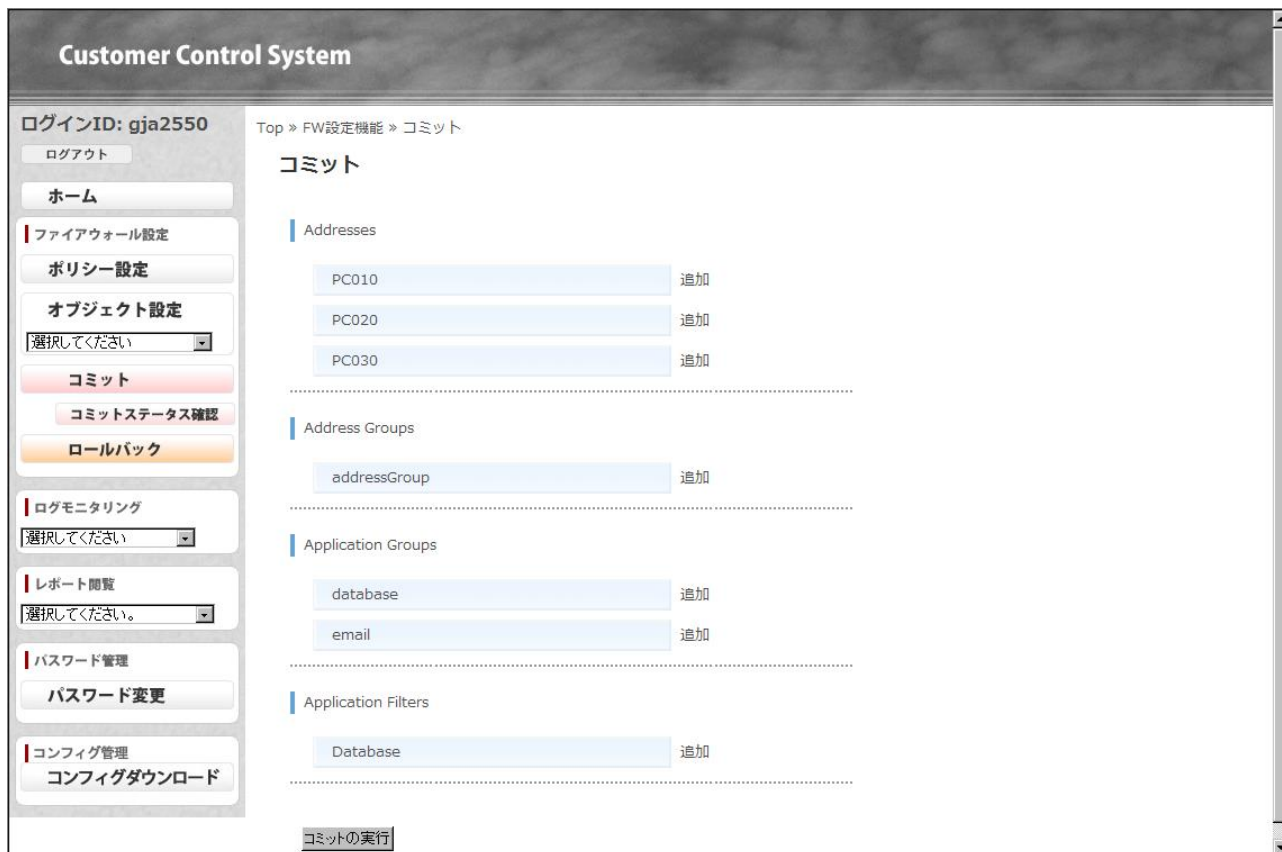 Customer Control System
ログインID: gja2550
ログアウト
ホーム
ファイアウォール設定
ポリシー設定
オブジェクト設定
選択してください
コミット
コミットステータス確認
ロールバック
ログモニタリング
選択してください
レポート閲覧
選択してください。
パスワード管理
パスワード変更
コンフィグ管理
コンフィグダウンロード
Top » FW設定機能 » コミット
コミット
Addresses
PC010 追加
PC020 追加
PC030 追加
Address Groups
addressGroup 追加
Application Groups
database 追加
email 追加
Application Filters
Database 追加
コミットの実行